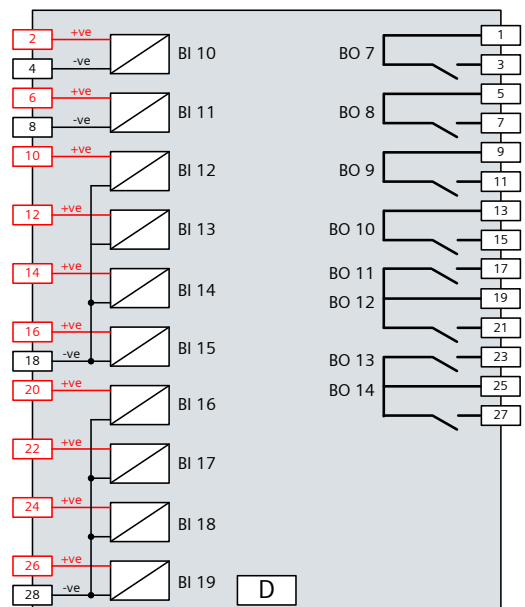 2 +ve BI 10
4 -ve
6 +ve BI 11
8 -ve
10 +ve BI 12
12 +ve BI 13
14 +ve BI 14
16 +ve BI 15
18 -ve
20 +ve BI 16
22 +ve BI 17
24 +ve BI 18
26 +ve BI 19
28 -ve
BO 7 1
3
BO 8 5
7
BO 9 9
11
BO 10 13
15
BO 11 17
BO 12 19
21
BO 13 23
BO 14 25
27
D